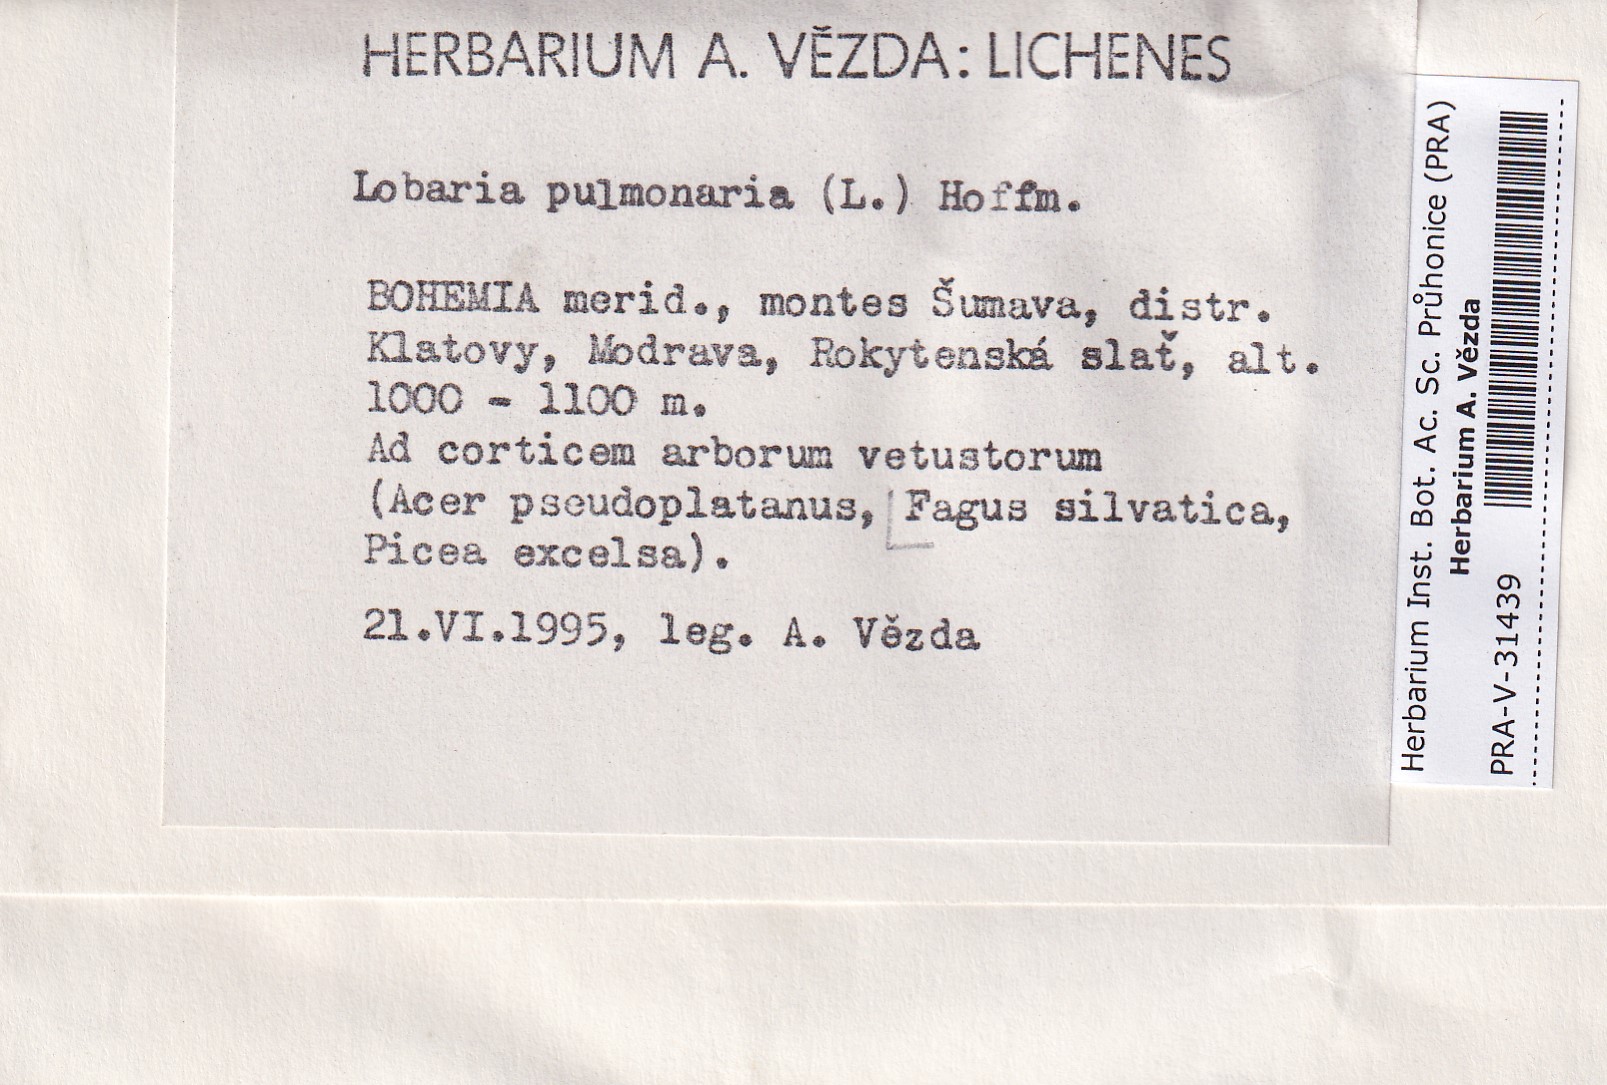 HERBARIUM A. VĚZDA: LICHENES
Lobaria pulmonaria (L.) Hoffm.
BOHEMIA merid., montes Šumava, distr.
Klatovy, Modrava, Rokytenská slať, alt.
1000 - 1100 m.
Ad corticem arborum vetustorum
(Acer pseudoplatanus, Fagus silvatica,
Picea excelsa).
21.VI.1995, leg. A. Vězda
Herbarium Inst. Bot. Ac. Sc. Průhonice (PRA)
Herbarium A. Vězda
PRA-V-31439